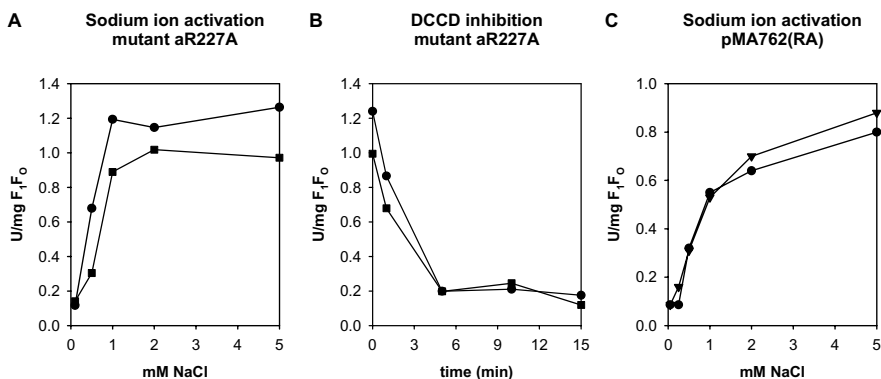 A
Sodium ion activation
mutant aR227A
1.4
1.2
1.0
0.8
0.6
0.4
0.2
0.0
U/mg F₁Fₒ
0 1 2 3 4 5
mM NaCl
B
DCCD inhibition
mutant aR227A
1.4
1.2
1.0
0.8
0.6
0.4
0.2
0.0
U/mg F₁Fₒ
0 3 6 9 12 15
time (min)
C
Sodium ion activation
pMA762(RA)
1.0
0.8
0.6
0.4
0.2
0.0
U/mg F₁Fₒ
0 1 2 3 4 5
mM NaCl